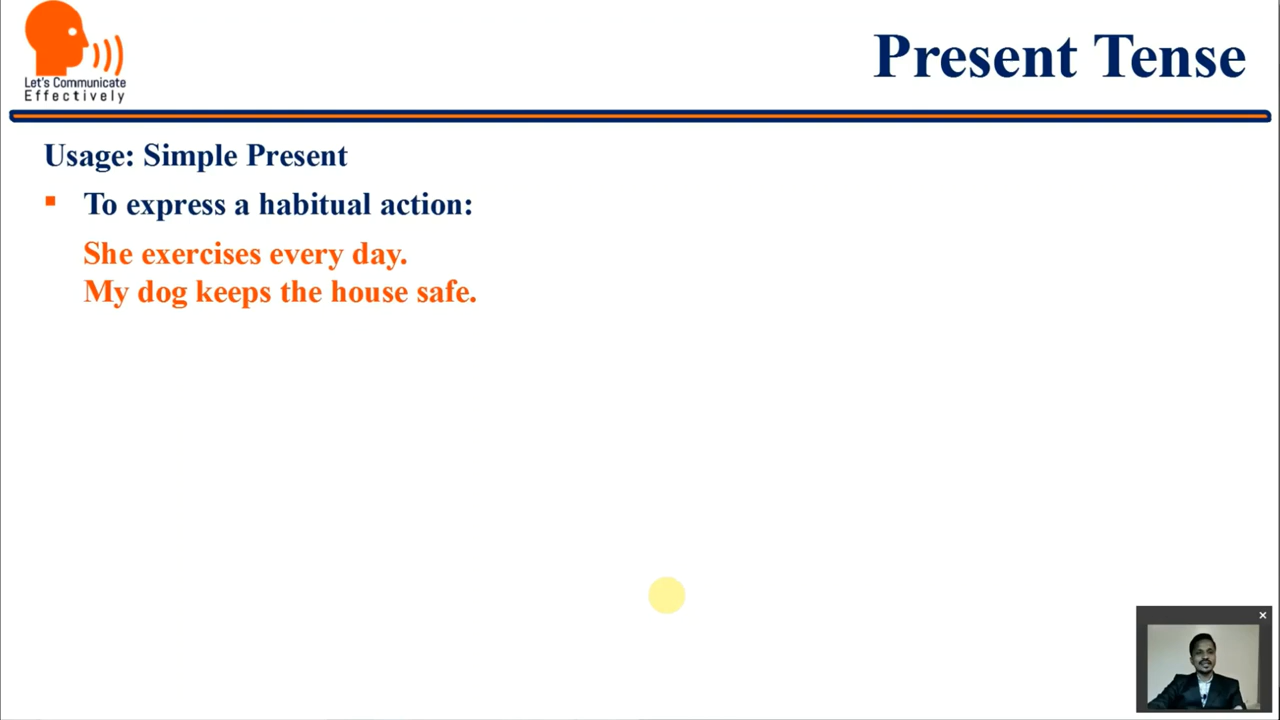 Let's Communicate
Effectively
Present Tense
Usage: Simple Present
To express a habitual action:
She exercises every day.
My dog keeps the house safe.